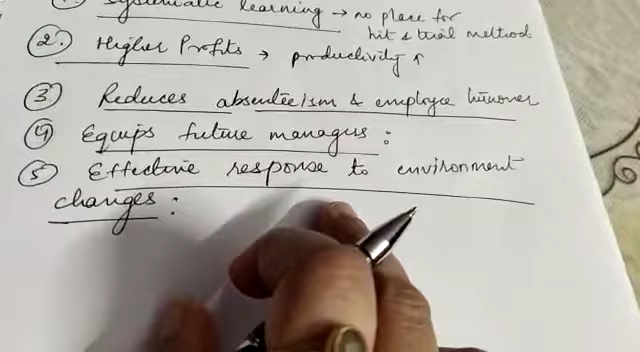 1. Systematic learning → no place for
hit & trial method
2. Higher Profits → productivity ↑
3 Reduces absenteeism & employee turnover
4 Equips future managers :
5 Effective response to environment
changes :